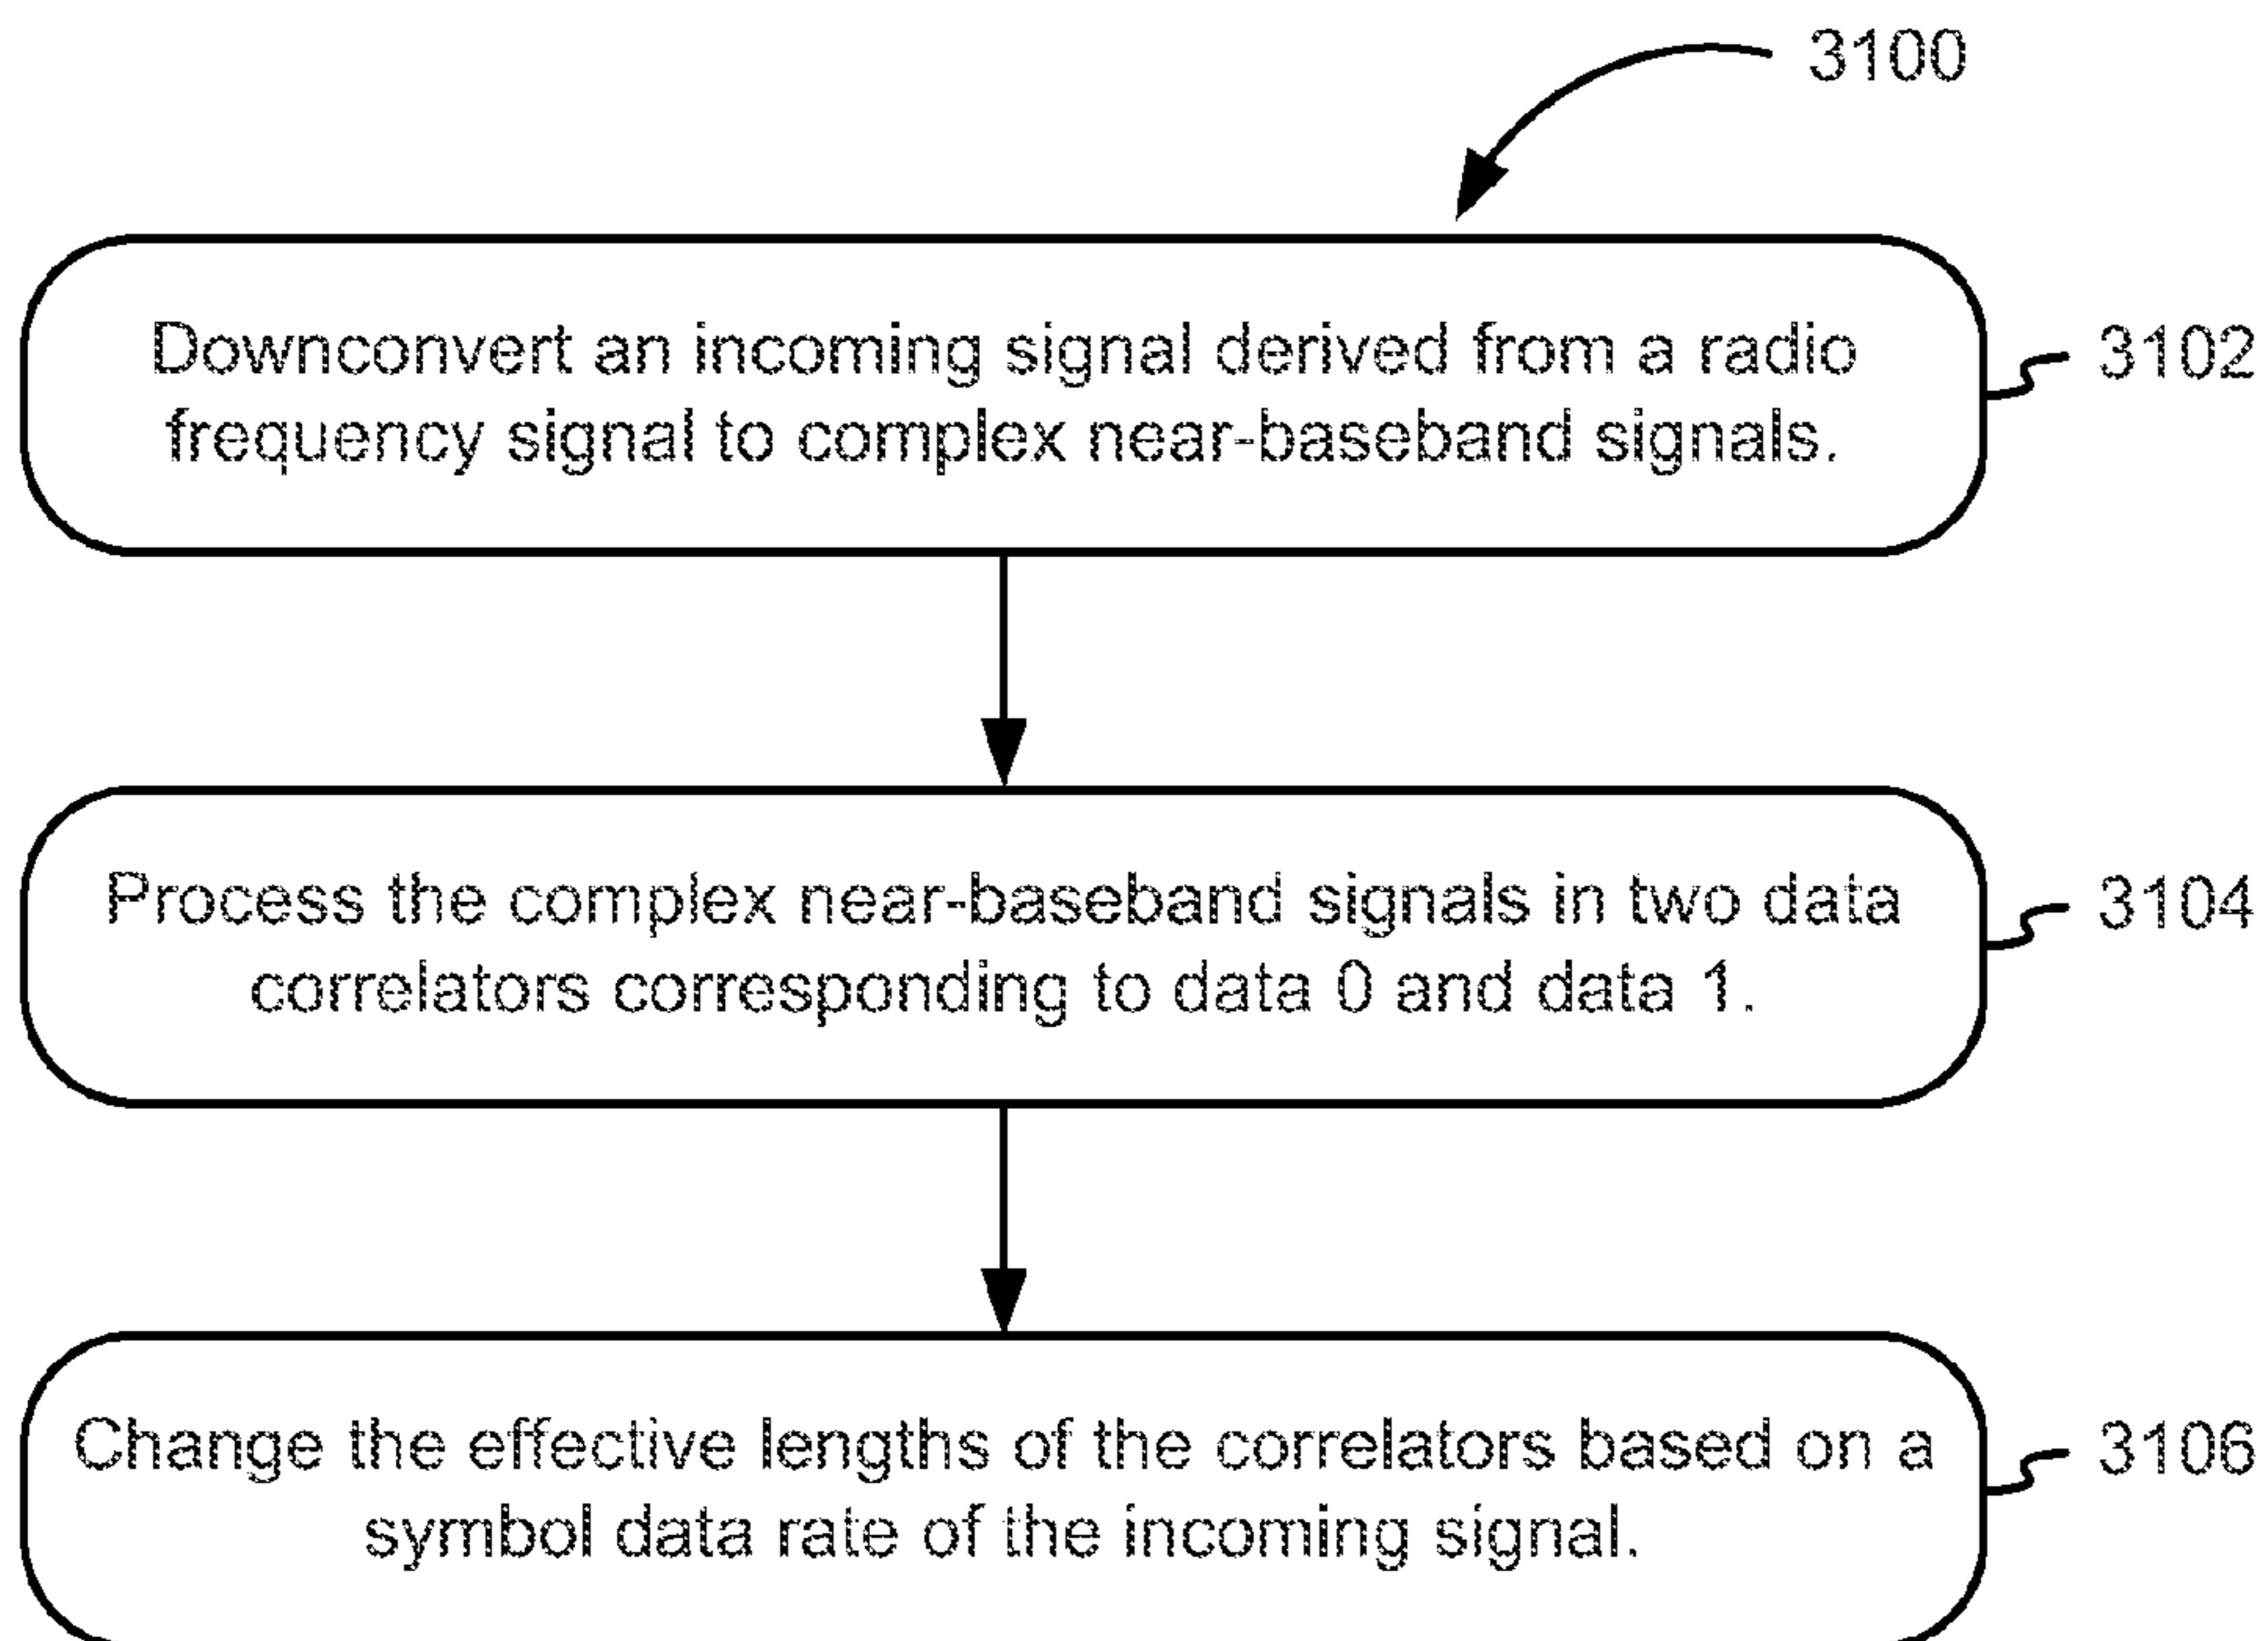 3100
Downconvert an incoming signal derived from a radio
frequency signal to complex near-baseband signals.
3102
Process the complex near-baseband signals in two data
correlators corresponding to data 0 and data 1.
3104
Change the effective lengths of the correlators based on a
symbol data rate of the incoming signal.
3106